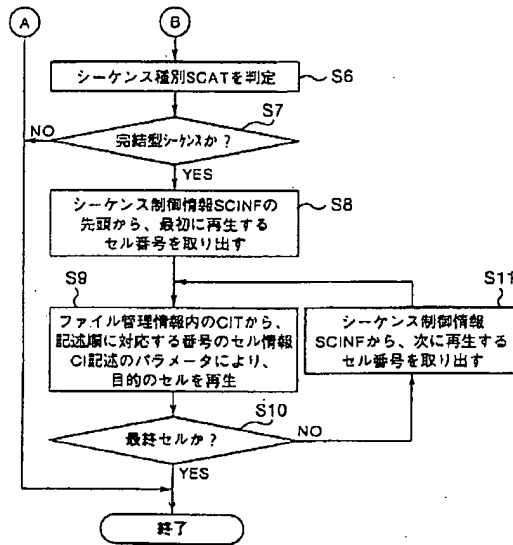 A
B
シーケンス種別SCATを判定
S6
S7
NO
完結型シーケンスか?
YES
シーケンス制御情報SCINFの
先頭から、最初に再生する
セル番号を取り出す
S8
S9
ファイル管理情報内のCITから、
記述順に対応する番号のセル情報
CI記述のパラメータにより、
目的のセルを再生
S11
シーケンス制御情報
SCINFから、次に再生する
セル番号を取り出す
S10
最終セルか?
NO
YES
終了